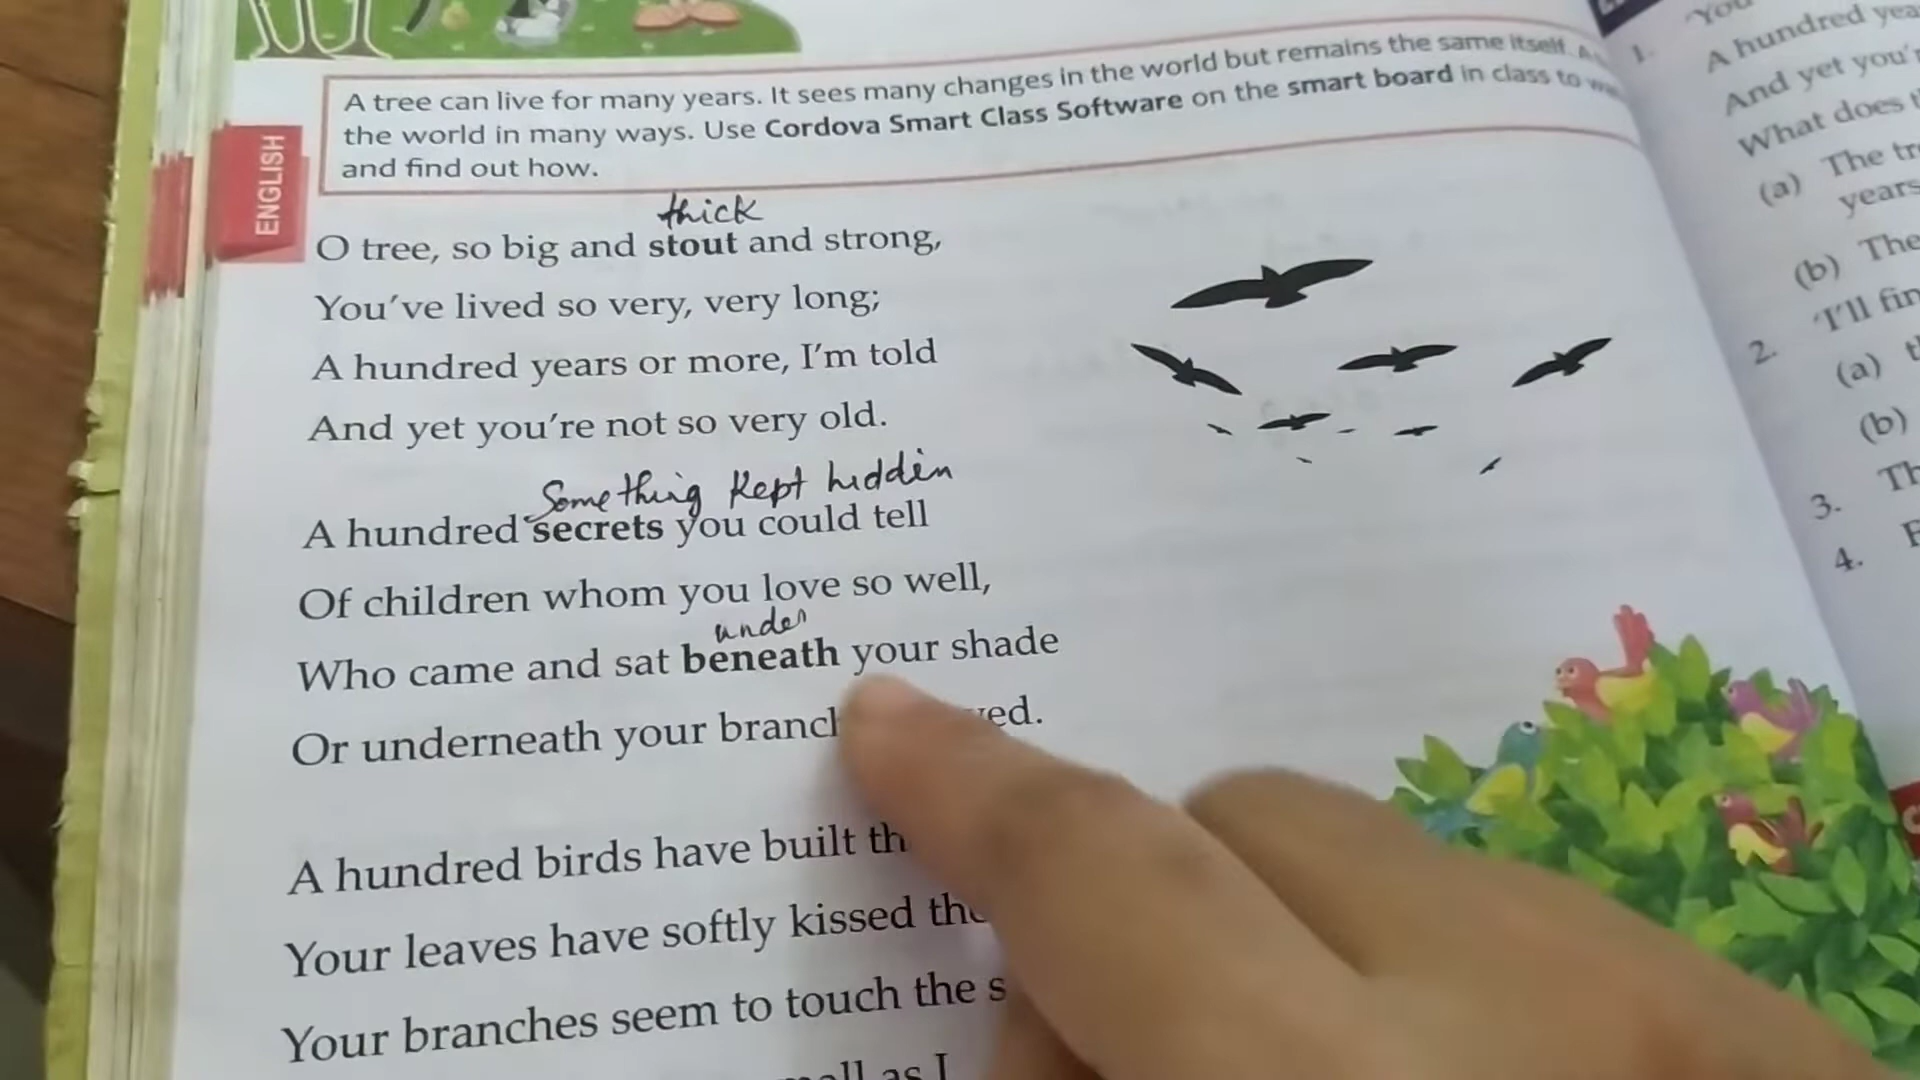 A tree can live for many years. It sees many changes in the world but remains the same itself.
the world in many ways. Use Cordova Smart Class Software on the smart board in class to
and find out how.
ENGLISH
thick
O tree, so big and stout and strong,
You've lived so very, very long;
A hundred years or more, I'm told
And yet you're not so very old.
Something kept hidden
A hundred secrets you could tell
Of children whom you love so well,
under
Who came and sat beneath your shade
Or underneath your
A hundred birds have built
Your leaves have softly kissed
Your branches seem to touch the
as I
1. 'You
A hundred
And yet
What does
(a) The
years
(b) The
2. 'I'll
(a)
(b)
3.
4.